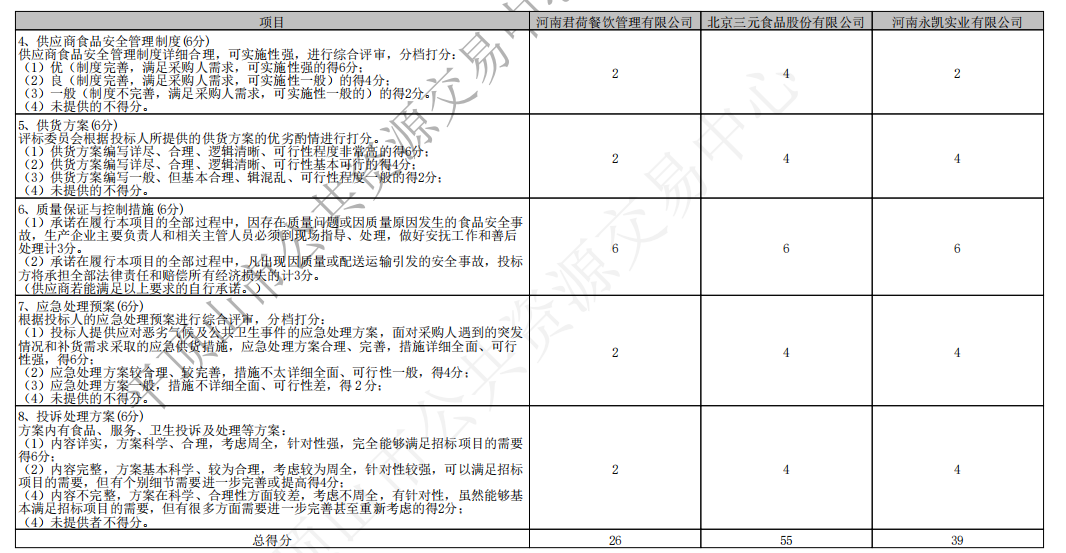 项目 河南君荷餐饮管理有限公司 北京三元食品股份有限公司 河南永凯实业有限公司
4、供应商食品安全管理制度(6分)
供应商食品安全管理制度详细合理，可实施性强，进行综合评审，分档打分：
（1）优（制度完善，满足采购人需求，可实施性强的得6分；
（2）良（制度完善，满足采购人需求，可实施性一般）的得4分；
（3）一般（制度不完善，满足采购人需求，可实施性一般的）的得2分。
（4）未提供的不得分。
2 4 2
5、供货方案(6分)
评标委员会根据投标人所提供的供货方案的优劣酌情进行打分。
（1）供货方案编写详尽、合理、逻辑清晰、可行性程度非常高的得6分；
（2）供货方案编写详尽、合理、逻辑清晰、可行性基本可行的得4分；
（3）供货方案编写一般、但基本合理、辑混乱、可行性程度一般的得2分；
（4）未提供的不得分。
2 4 4
6、质量保证与控制措施(6分)
（1）承诺在履行本项目的全部过程中，因存在质量问题或因质量原因发生的食品安全事
故，生产企业主要负责人和相关主管人员必须到现场指导、处理，做好安抚工作和善后
处理计3分。
（2）承诺在履行本项目的全部过程中，凡出现因质量或配送运输引发的安全事故，投标
方将承担全部法律责任和赔偿所有经济损失的计3分。
（供应商若能满足以上要求的自行承诺。）
6 6 6
7、应急处理预案(6分)
根据投标人的应急处理预案进行综合评审，分档打分：
（1）投标人提供应对恶劣气候及公共卫生事件的应急处理方案，面对采购人遇到的突发
情况和补货需求采取的应急供货措施，应急处理方案合理、完善，措施详细全面、可行
性强，得6分；
（2）应急处理方案较合理、较完善，措施不太详细全面、可行性一般，得4分；
（3）应急处理方案一般，措施不详细全面、可行性差，得２分；
（4）未提供的不得分。
2 4 4
8、投诉处理方案(6分)
方案内有食品、服务、卫生投诉及处理等方案：
（1）内容详实，方案科学、合理，考虑周全，针对性强，完全能够满足招标项目的需要
得6分；
（2）内容完整，方案基本科学、较为合理，考虑较为周全，针对性较强，可以满足招标
项目的需要，但有个别细节需要进一步完善或提高得4分；
（4）内容不完整，方案在科学、合理性方面较差，考虑不周全，有针对性，虽然能够基
本满足招标项目的需要，但有很多方面需要进一步完善甚至重新考虑的得2分；
（4）未提供者不得分。
2 4 4
总得分 26 55 39
平顶山市公共资源交易中心
顶山市公共资源交易中心